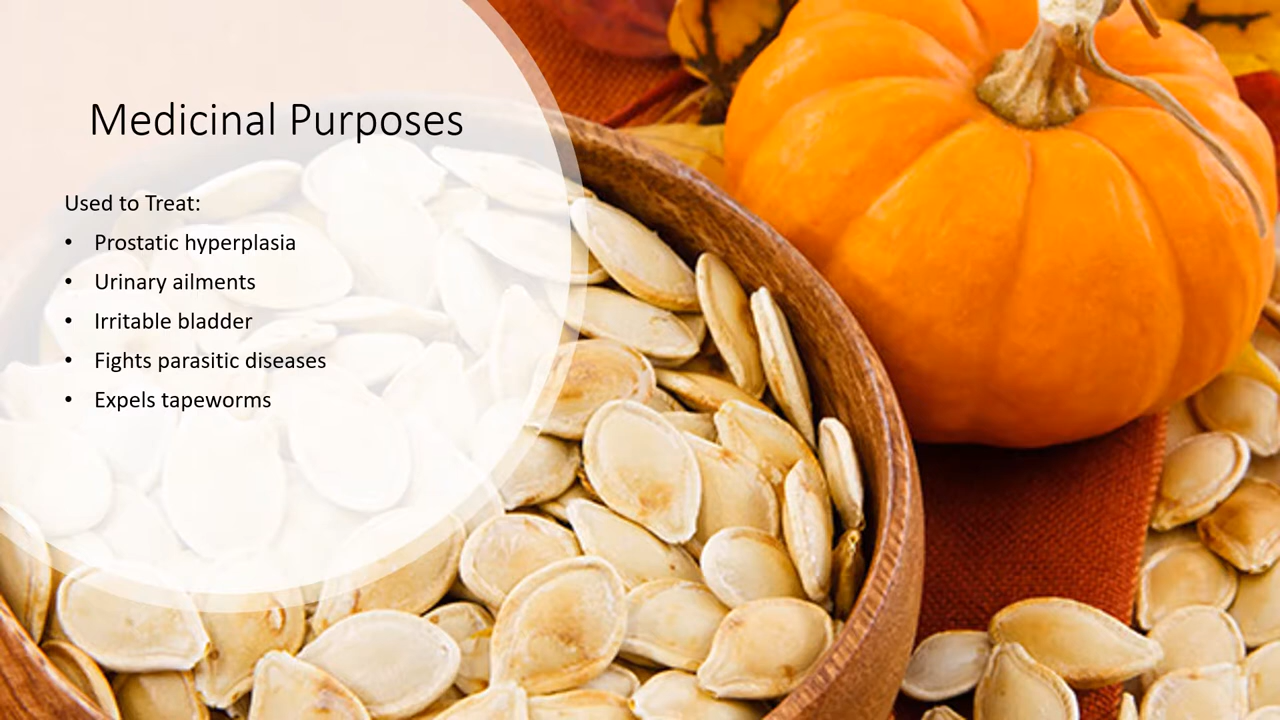 Medicinal Purposes
Used to Treat:
• Prostatic hyperplasia
• Urinary ailments
• Irritable bladder
• Fights parasitic diseases
• Expels tapeworms